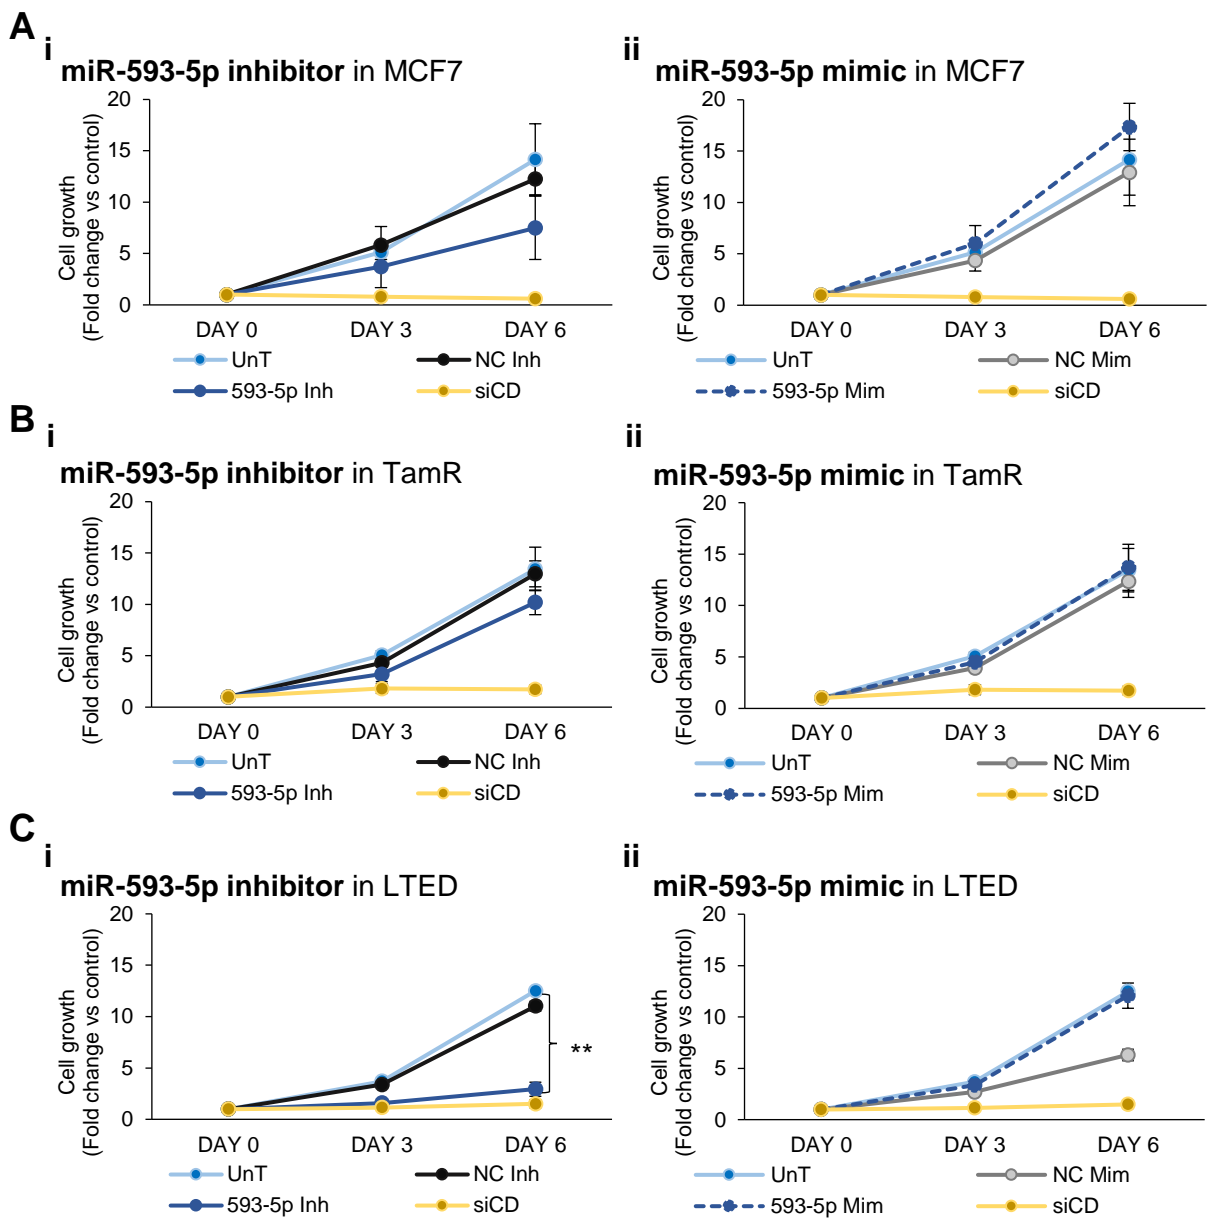 A
i
miR-593-5p inhibitor in MCF7
Cell growth
(Fold change vs control)
20
15
10
5
0
DAY 0 DAY 3 DAY 6
UnT NC Inh
593-5p Inh siCD
ii
miR-593-5p mimic in MCF7
Cell growth
(Fold change vs control)
20
15
10
5
0
DAY 0 DAY 3 DAY 6
UnT NC Mim
593-5p Mim siCD
B
i
miR-593-5p inhibitor in TamR
Cell growth
(Fold change vs control)
20
15
10
5
0
DAY 0 DAY 3 DAY 6
UnT NC Inh
593-5p Inh siCD
ii
miR-593-5p mimic in TamR
Cell growth
(Fold change vs control)
20
15
10
5
0
DAY 0 DAY 3 DAY 6
UnT NC Mim
593-5p Mim siCD
C
i
miR-593-5p inhibitor in LTED
Cell growth
(Fold change vs control)
20
15
10
5
0
**
DAY 0 DAY 3 DAY 6
UnT NC Inh
593-5p Inh siCD
ii
miR-593-5p mimic in LTED
Cell growth
(Fold change vs control)
20
15
10
5
0
DAY 0 DAY 3 DAY 6
UnT NC Mim
593-5p Mim siCD